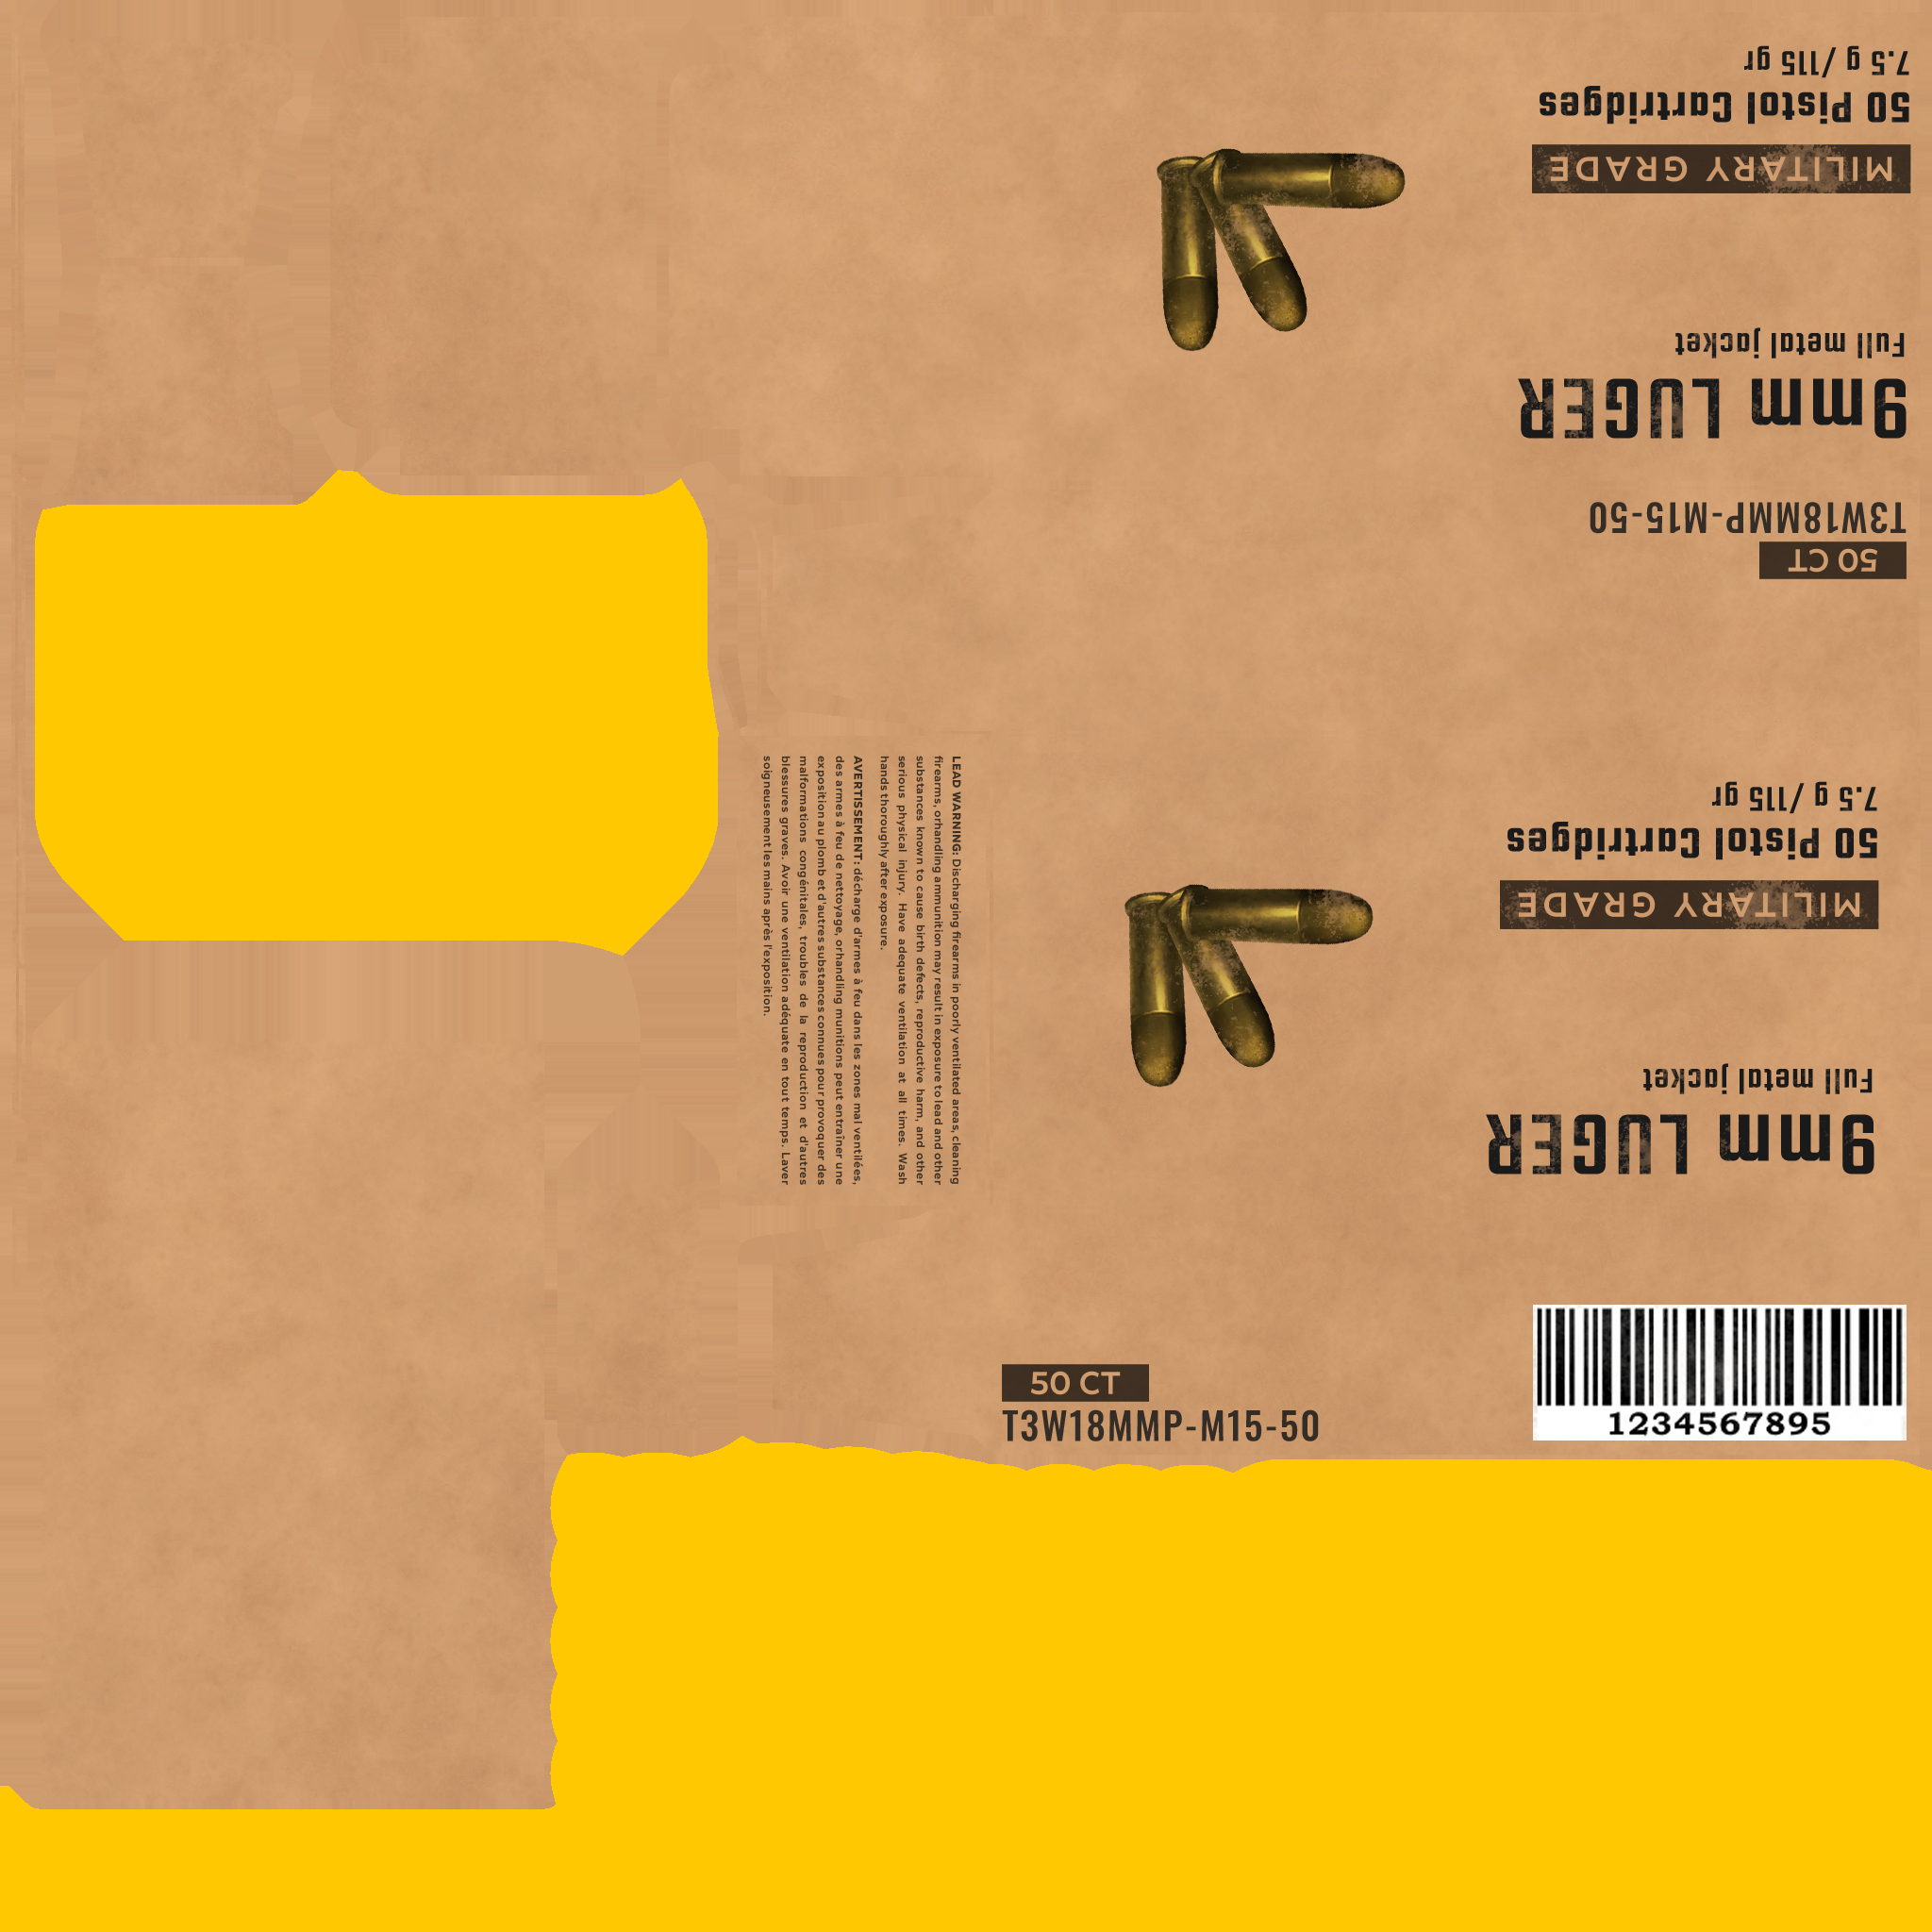 7.5 g /115 gr
50 Pistol Cartridges
MILITARY GRADE
Full metal jacket
9mm LUGER
T3W18MMP-M15-50
50 CT
LEAD WARNING: Discharging firearms in poorly ventilated areas, cleaning
firearms, orhandling ammunition may result in exposure to lead and other
substances known to cause birth defects, reproductive harm, and other
serious physical injury. Have adequate ventilation at all times. Wash
hands thoroughly after exposure.
AVERTISSEMENT: décharge d'armes à feu dans les zones mal ventilées,
des armes à feu de nettoyage, orhandling munitions peut entraîner une
exposition au plomb et d'autres substances connues pour provoquer des
malformations congénitales, troubles de la reproduction et d'autres
blessures graves. Avoir une ventilation adéquate en tout temps. Laver
soigneusement les mains après l'exposition.
7.5 g /115 gr
50 Pistol Cartridges
MILITARY GRADE
Full metal jacket
9mm LUGER
50 CT
T3W18MMP-M15-50
1234567895